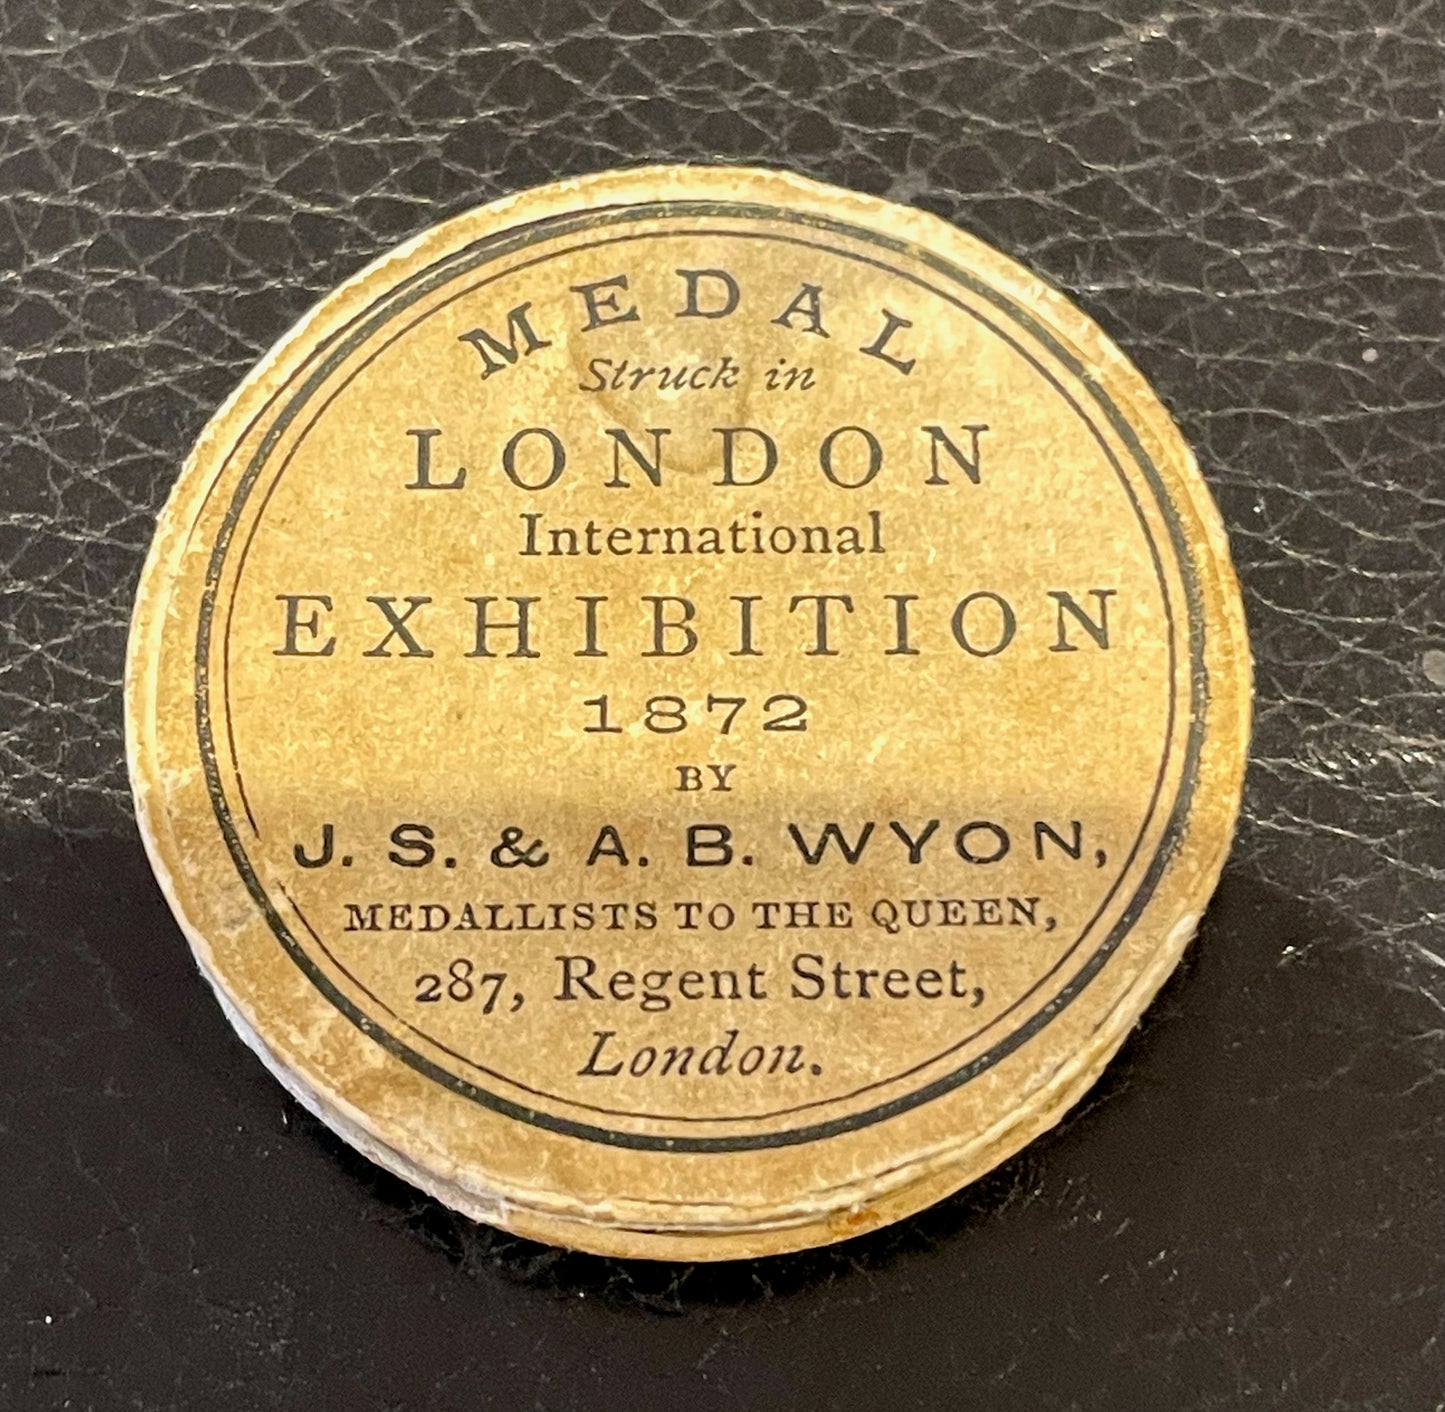 MEDAL
Struck in
LONDON
International
EXHIBITION
1872
BY
J. S. & A. B. WYON,
MEDALLISTS TO THE QUEEN,
287, Regent Street,
London.